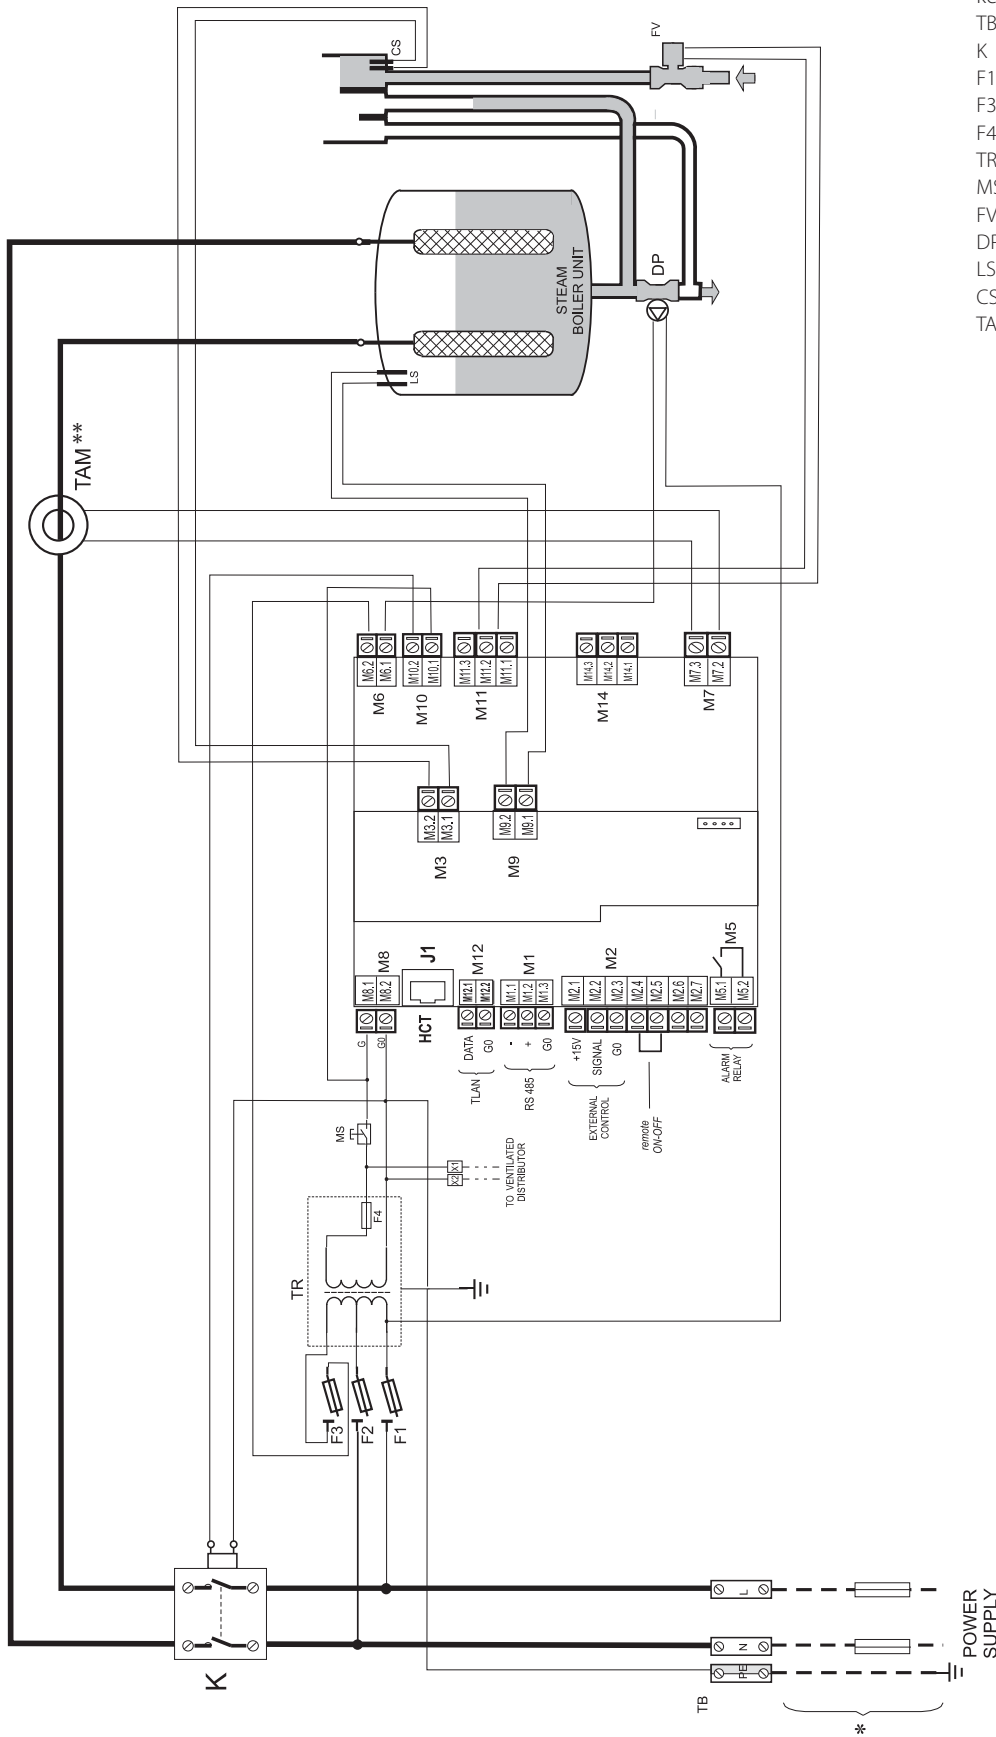 TB
K
F1
F3
F4
TR
MS
FV
DP
LS
CS
TA
CS
FV
STEAM
BOILER UNIT
DP
LS
TAM **
M6.2
M6.1
M6
M10.2
M10.1
M10
M11.3
M11.2
M11.1
M11
M14.3
M14.2
M14.1
M14
M7.3
M7.2
M7
M3.2
M3.1
M3
M9.2
M9.1
M9
M8.1
M8.2
M8
G
G0
J1
HCT
M12.1
M12.2
M12
DATA
G0
TLAN
M1.1
M1.2
M1.3
M1
-
+
G0
RS 485
M2.1
M2.2
M2.3
M2.4
M2.5
M2.6
M2.7
M2
+15V
SIGNAL
G0
EXTERNAL
CONTROL
remote
ON-OFF
M5.1
M5.2
M5
ALARM
RELAY
MS
X1
X2
TO VENTILATED
DISTRIBUTOR
F4
TR
F3
F2
F1
K
L
N
PE
TB
POWER
SUPPLY
*